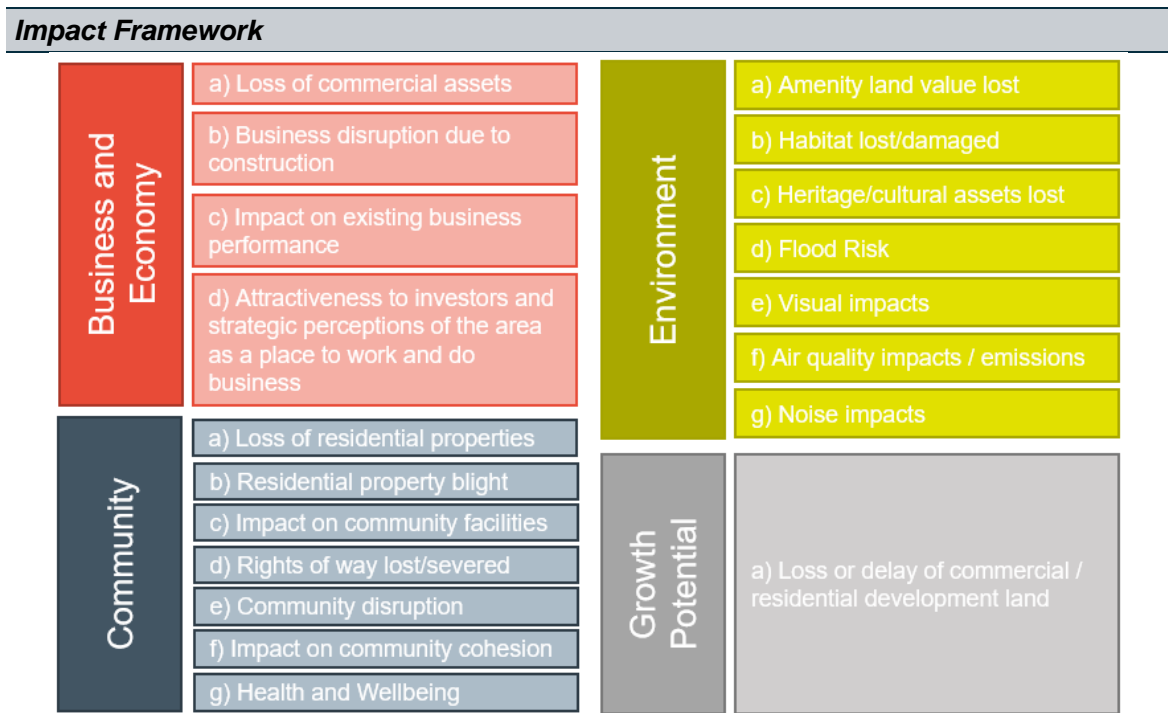 Impact Framework
Business and
Economy
a) Loss of commercial assets
b) Business disruption due to
construction
c) Impact on existing business
performance
d) Attractiveness to investors and
strategic perceptions of the area
as a place to work and do
business
Community
a) Loss of residential properties
b) Residential property blight
c) Impact on community facilities
d) Rights of way lost/severed
e) Community disruption
f) Impact on community cohesion
g) Health and Wellbeing
Environment
a) Amenity land value lost
b) Habitat lost/damaged
c) Heritage/cultural assets lost
d) Flood Risk
e) Visual impacts
f) Air quality impacts / emissions
g) Noise impacts
Growth
Potential
a) Loss or delay of commercial /
residential development land